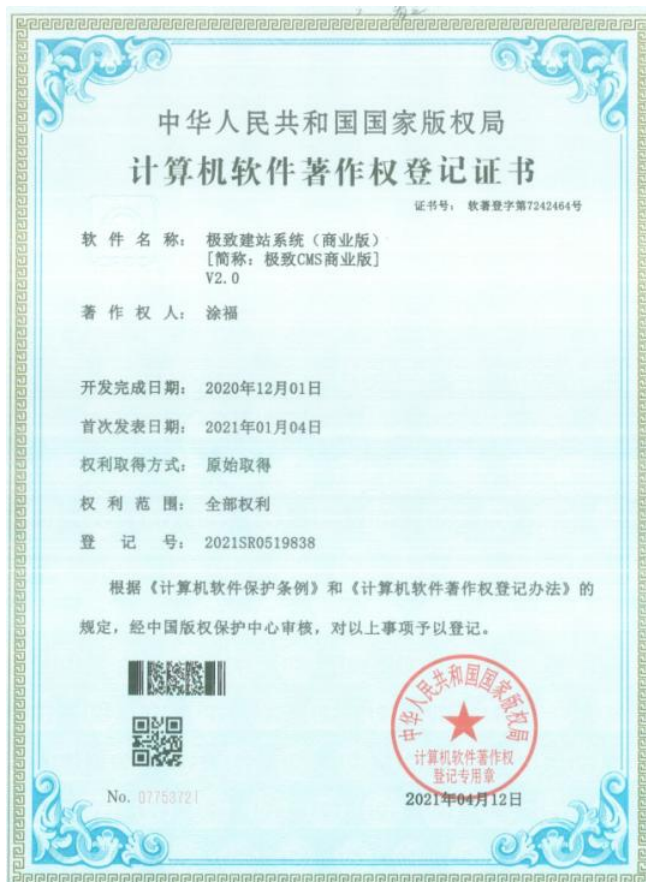 中华人民共和国国家版权局
计算机软件著作权登记证书
证书号： 软著登字第7242464号
软件名称： 极致建站系统（商业版）
[简称：极致CMS商业版]
V2.0
著作权人： 涂福
开发完成日期： 2020年12月01日
首次发表日期： 2021年01月04日
权利取得方式： 原始取得
权利范围： 全部权利
登记号： 2021SR0519838
根据《计算机软件保护条例》和《计算机软件著作权登记办法》的
规定，经中国版权保护中心审核，对以上事项予以登记。
中华人民共和国国家版权局
计算机软件著作权
登记专用章
No. 07753721
2021年04月12日